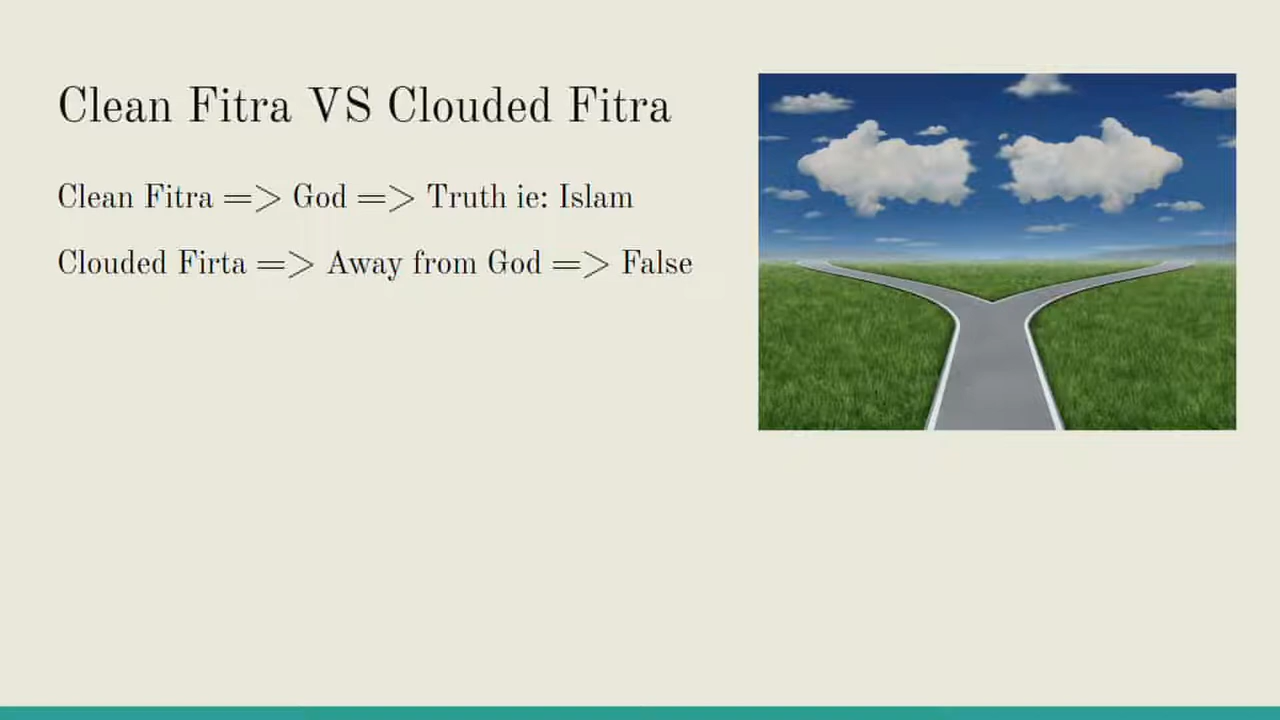 Clean Fitra VS Clouded Fitra
Clean Fitra => God => Truth ie: Islam
Clouded Firta => Away from God => False